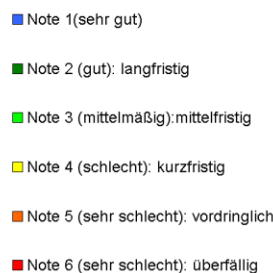 Note 1(sehr gut)
Note 2 (gut): langfristig
Note 3 (mittelmäßig):mittelfristig
Note 4 (schlecht): kurzfristig
Note 5 (sehr schlecht): vordringlich
Note 6 (sehr schlecht): überfällig